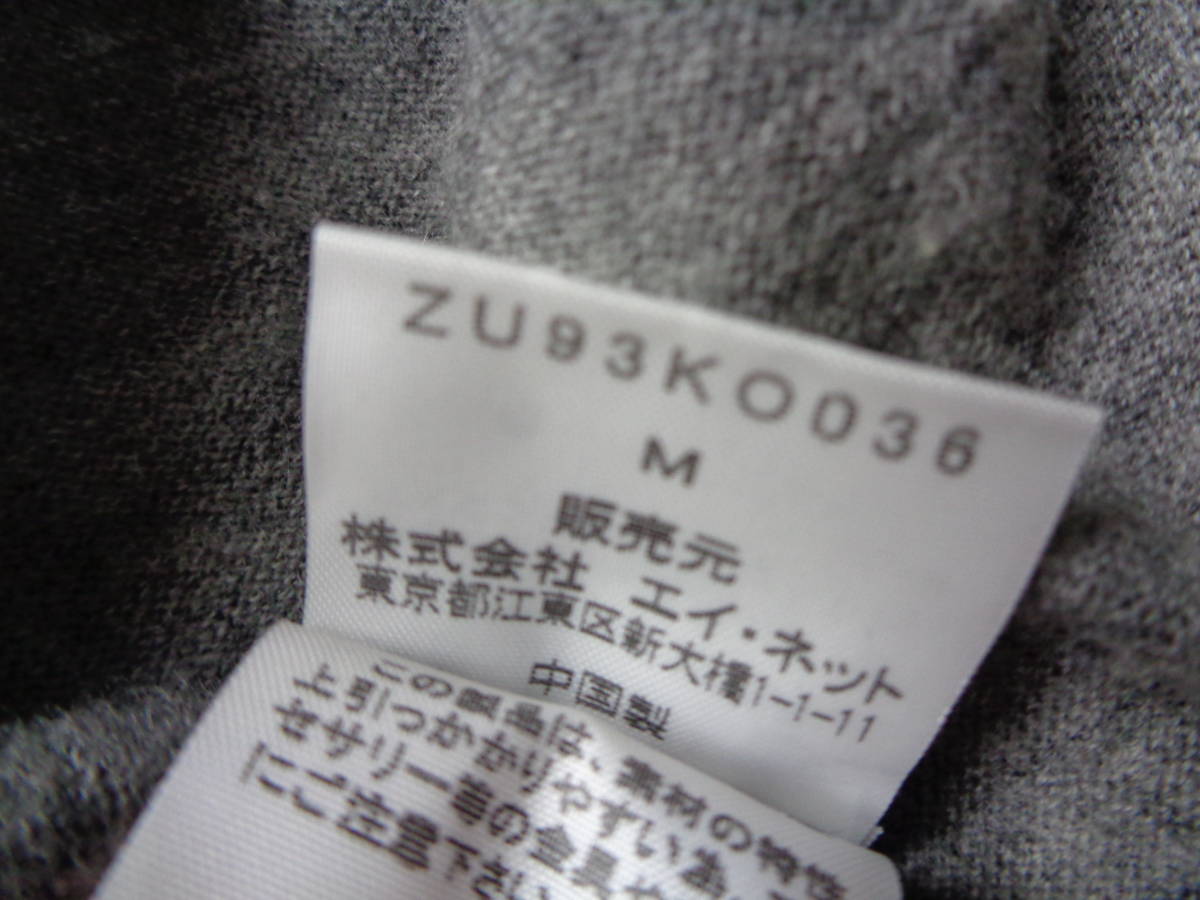 ZU93KO036
M
販売元
株式会社 エイ・ネット
東京都江東区新大橋1-1-11
中国製
この製品は、素材の特性
上引つかかりやすい為、
せサリー等の金具や
にご注意下さい